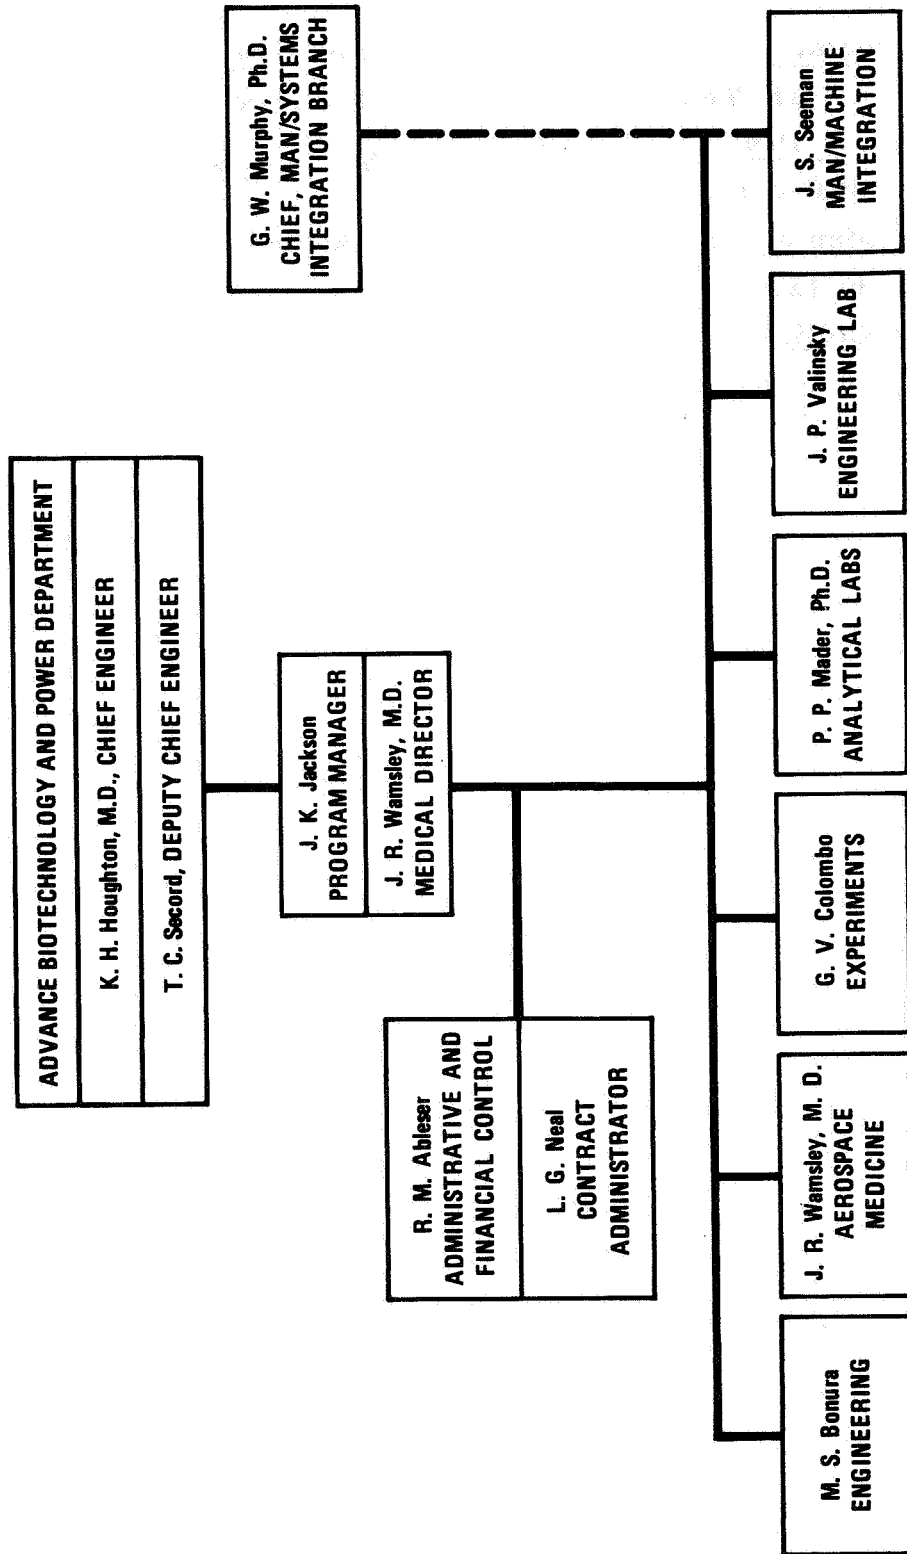 ADVANCE BIOTECHNOLOGY AND POWER DEPARTMENT
K. H. Houghton, M.D., CHIEF ENGINEER
T. C. Secord, DEPUTY CHIEF ENGINEER
G. W. Murphy, Ph.D.
CHIEF, MAN/SYSTEMS
INTEGRATION BRANCH
J. K. Jackson
PROGRAM MANAGER
J. R. Wamsley, M.D.
MEDICAL DIRECTOR
R. M. Ableser
ADMINISTRATIVE AND
FINANCIAL CONTROL
L. G. Neal
CONTRACT
ADMINISTRATOR
M. S. Bonura
ENGINEERING
J. R. Wamsley, M. D.
AEROSPACE
MEDICINE
G. V. Colombo
EXPERIMENTS
P. P. Mader, Ph.D.
ANALYTICAL LABS
J. P. Valinsky
ENGINEERING LAB
J. S. Seeman
MAN/MACHINE
INTEGRATION